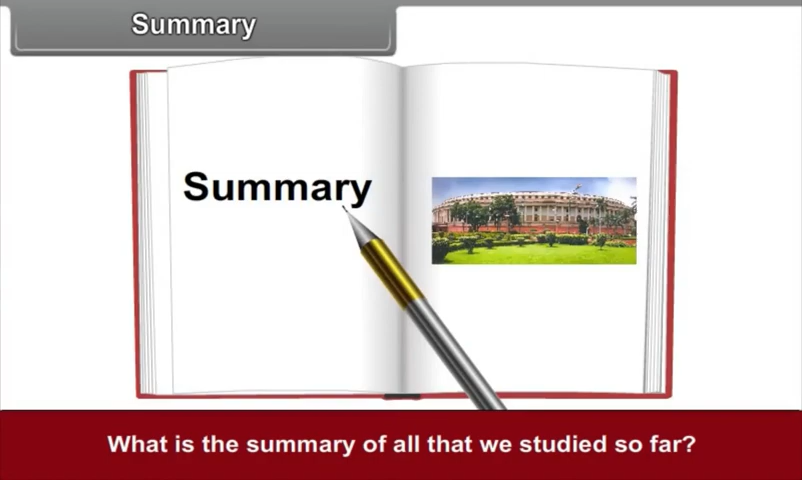 Summary
Summary
What is the summary of all that we studied so far?